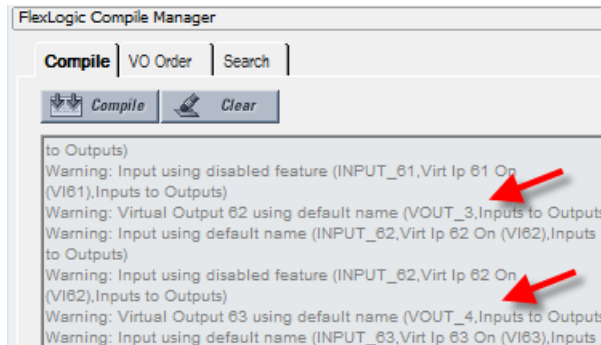 FlexLogic Compile Manager
Compile VO Order Search
Compile Clear
to Outputs)
Warning: Input using disabled feature (INPUT_61,Virt Ip 61 On
(VI61),Inputs to Outputs)
Warning: Virtual Output 62 using default name (VOUT_3,Inputs to Outputs
Warning: Input using default name (INPUT_62,Virt Ip 62 On (VI62),Inputs
to Outputs)
Warning: Input using disabled feature (INPUT_62,Virt Ip 62 On
(VI62),Inputs to Outputs)
Warning: Virtual Output 63 using default name (VOUT_4,Inputs to Outputs
Warning: Input using default name (INPUT_63,Virt Ip 63 On (VI63),Inputs